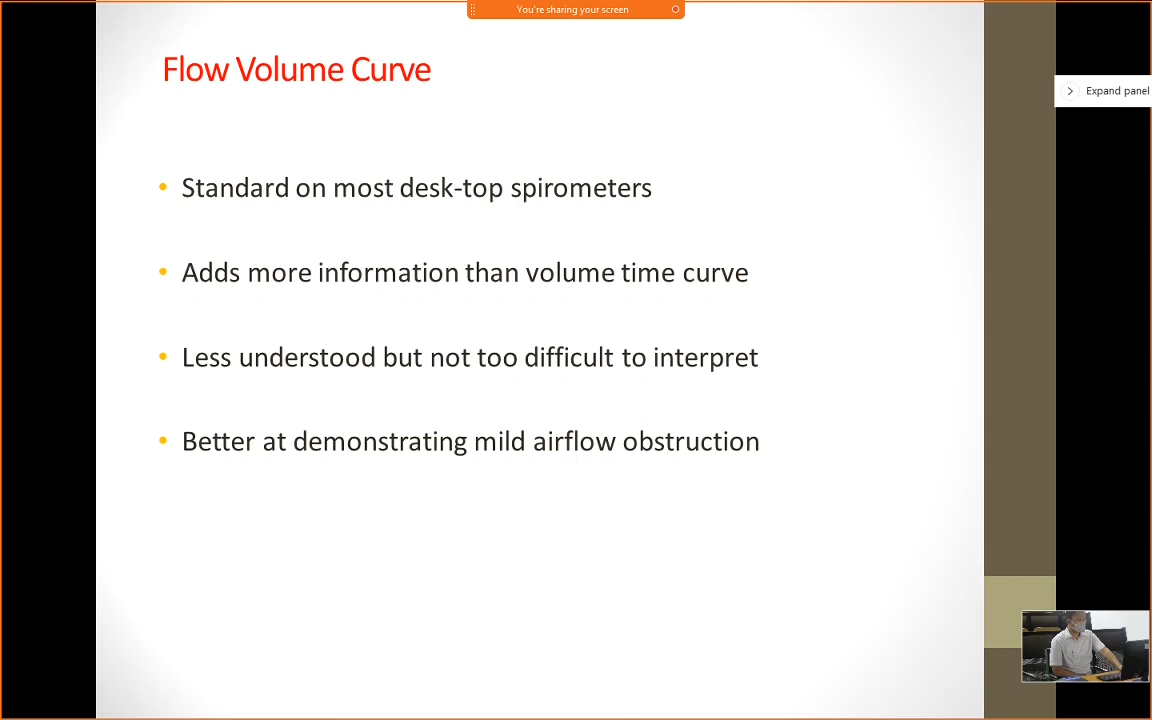 You're sharing your screen
Flow Volume Curve
Expand panel
• Standard on most desk-top spirometers
• Adds more information than volume time curve
• Less understood but not too difficult to interpret
• Better at demonstrating mild airflow obstruction